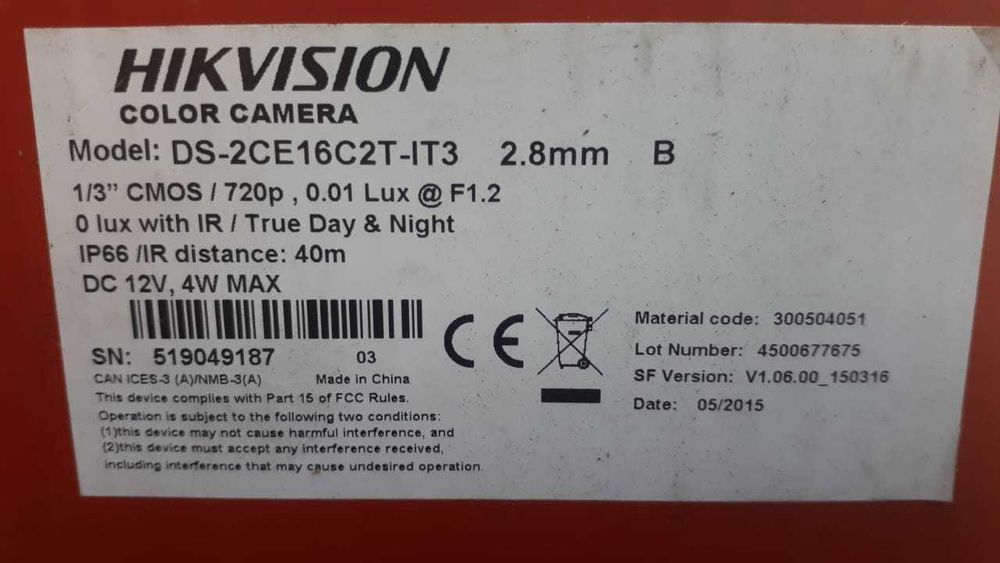 HIKVISION
COLOR CAMERA
Model: DS-2CE16C2T-IT3 2.8mm B
1/3" CMOS / 720p , 0.01 Lux @ F1.2
0 lux with IR / True Day & Night
IP66 /IR distance: 40m
DC 12V, 4W MAX
SN: 519049187 03
CAN ICES-3 (A)/NMB-3(A) Made in China
This device complies with Part 15 of FCC Rules.
Operation is subject to the following two conditions:
(1)this device may not cause harmful interference, and
(2)this device must accept any interference received,
including interference that may cause undesired operation.
CE
Material code: 300504051
Lot Number: 4500677675
SF Version: V1.06.00_150316
Date: 05/2015